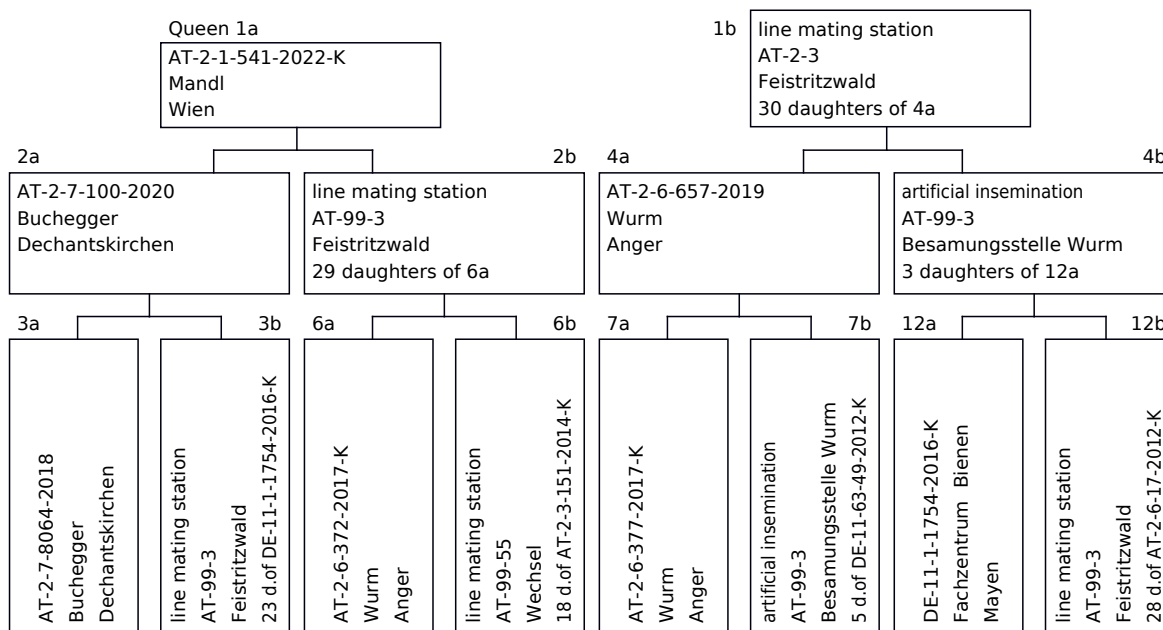 Queen 1a
AT-2-1-541-2022-K
Mandl
Wien
1b
line mating station
AT-2-3
Feistritzwald
30 daughters of 4a
2a
AT-2-7-100-2020
Buchegger
Dechantskirchen
2b
line mating station
AT-99-3
Feistritzwald
29 daughters of 6a
4a
AT-2-6-657-2019
Wurm
Anger
4b
artificial insemination
AT-99-3
Besamungsstelle Wurm
3 daughters of 12a
3a
AT-2-7-8064-2018
Buchegger
Dechantskirchen
3b
line mating station
AT-99-3
Feistritzwald
23 d.of DE-11-1-1754-2016-K
6a
AT-2-6-372-2017-K
Wurm
Anger
6b
line mating station
AT-99-55
Wechsel
18 d.of AT-2-3-151-2014-K
7a
AT-2-6-377-2017-K
Wurm
Anger
7b
artificial insemination
AT-99-3
Besamungsstelle Wurm
5 d.of DE-11-63-49-2012-K
12a
DE-11-1-1754-2016-K
Fachzentrum Bienen
Mayen
12b
line mating station
AT-99-3
Feistritzwald
28 d.of AT-2-6-17-2012-K